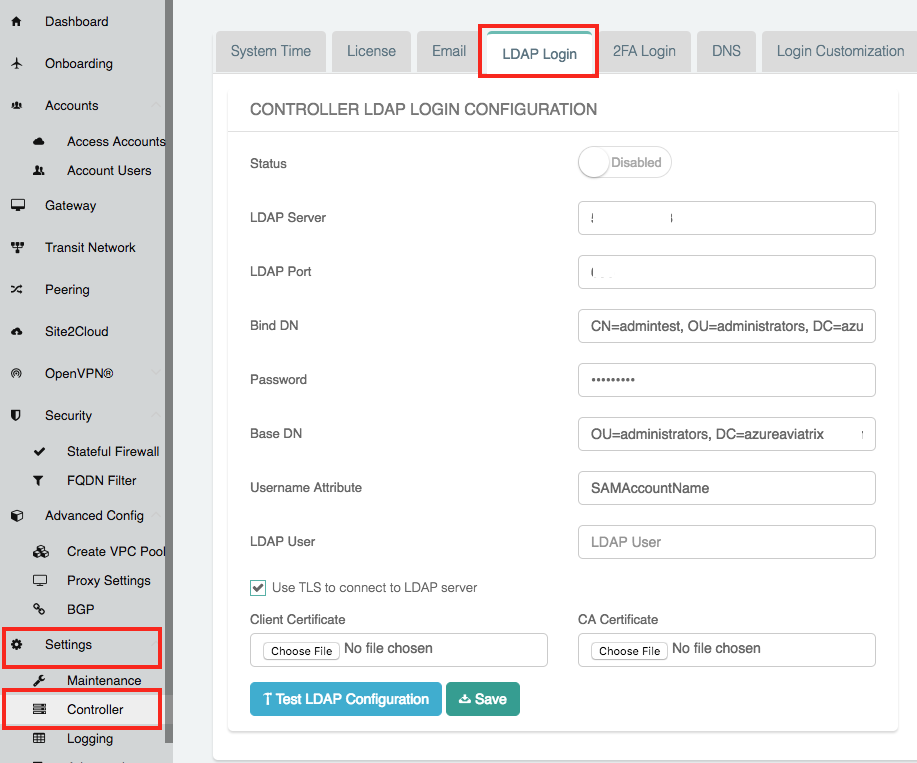 Dashboard
Onboarding
Accounts
Access Accounts
Account Users
Gateway
Transit Network
Peering
Site2Cloud
OpenVPN®
Security
Stateful Firewall
FQDN Filter
Advanced Config
Create VPC Pool
Proxy Settings
BGP
Settings
Maintenance
Controller
Logging
System Time License Email LDAP Login 2FA Login DNS Login Customization
CONTROLLER LDAP LOGIN CONFIGURATION
Status Disabled
LDAP Server
LDAP Port
Bind DN CN=admintest, OU=administrators, DC=azu
Password •••••••••
Base DN OU=administrators, DC=azureaviatrix
Username Attribute SAMAccountName
LDAP User LDAP User
Use TLS to connect to LDAP server
Client Certificate CA Certificate
Choose File No file chosen Choose File No file chosen
Test LDAP Configuration Save